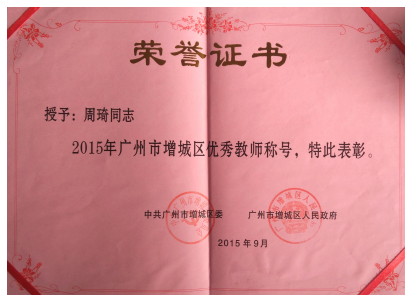 荣誉证书
授予：周琦同志
2015年广州市增城区优秀教师称号，特此表彰。
中共广州市增城区委 广州市增城区人民政府
2015年9月